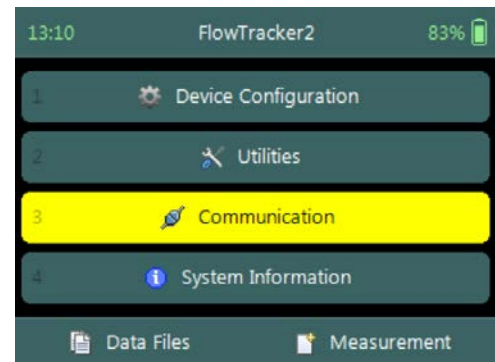 13:10 FlowTracker2 83%
1 Device Configuration
2 Utilities
3 Communication
4 System Information
Data Files Measurement